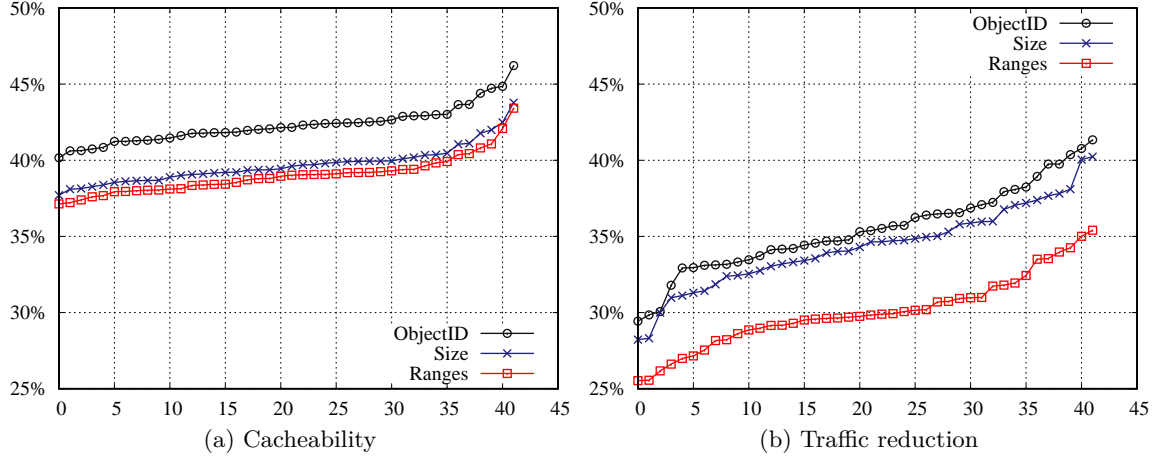 50%
45%
40%
35%
30%
25%
0 5 10 15 20 25 30 35 40 45
ObjectID
Size
Ranges
(a) Cacheability
50%
45%
40%
35%
30%
25%
0 5 10 15 20 25 30 35 40 45
ObjectID
Size
Ranges
(b) Traffic reduction